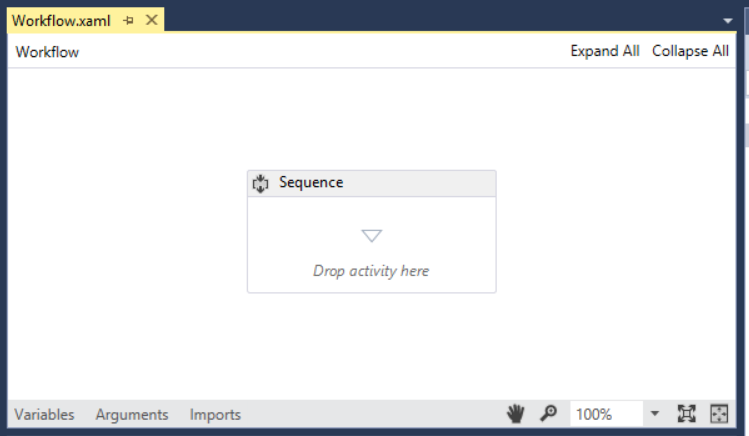 Workflow.xaml
Workflow Expand All Collapse All
Sequence
Drop activity here
Variables Arguments Imports 100%